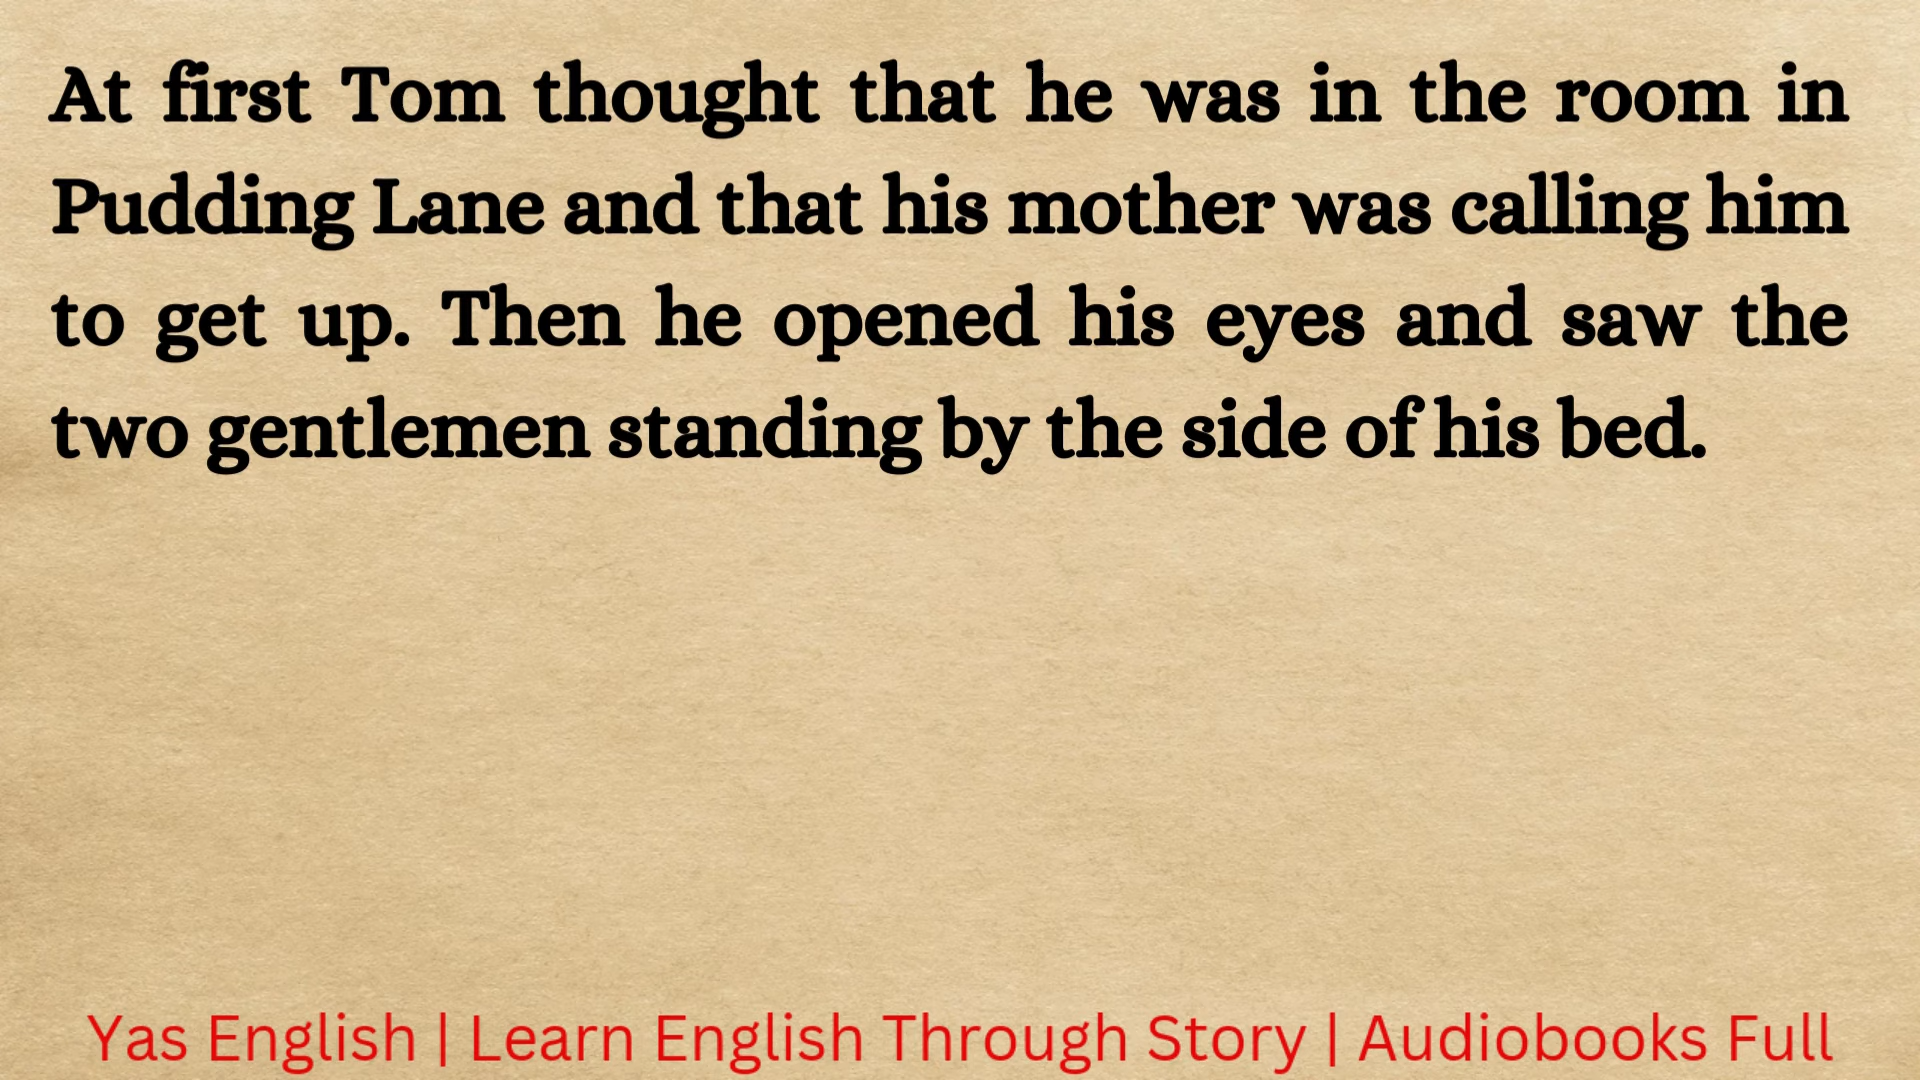 At first Tom thought that he was in the room in
Pudding Lane and that his mother was calling him
to get up. Then he opened his eyes and saw the
two gentlemen standing by the side of his bed.
Yas English | Learn English Through Story | Audiobooks Full